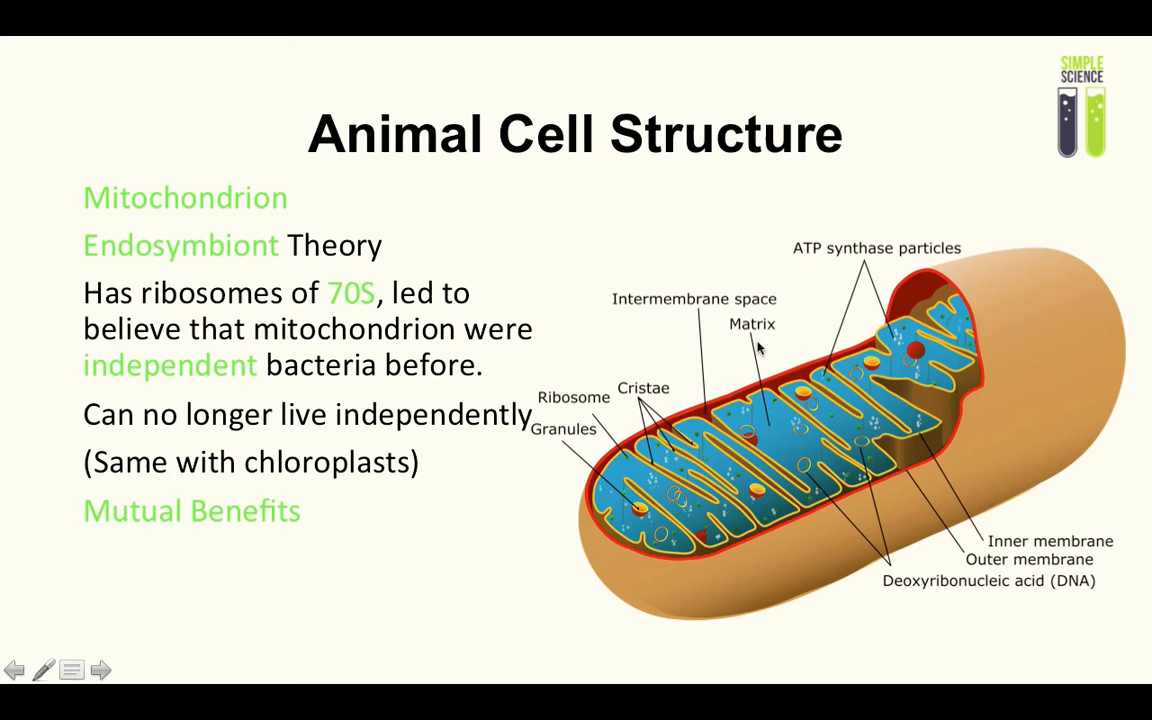 SIMPLE
SCIENCE
Animal Cell Structure
Mitochondrion
Endosymbiont Theory
Has ribosomes of 70S, led to
believe that mitochondrion were
independent bacteria before.
Can no longer live independently
(Same with chloroplasts)
Mutual Benefits
ATP synthase particles
Intermembrane space
Matrix
Cristae
Ribosome
Granules
Inner membrane
Outer membrane
Deoxyribonucleic acid (DNA)